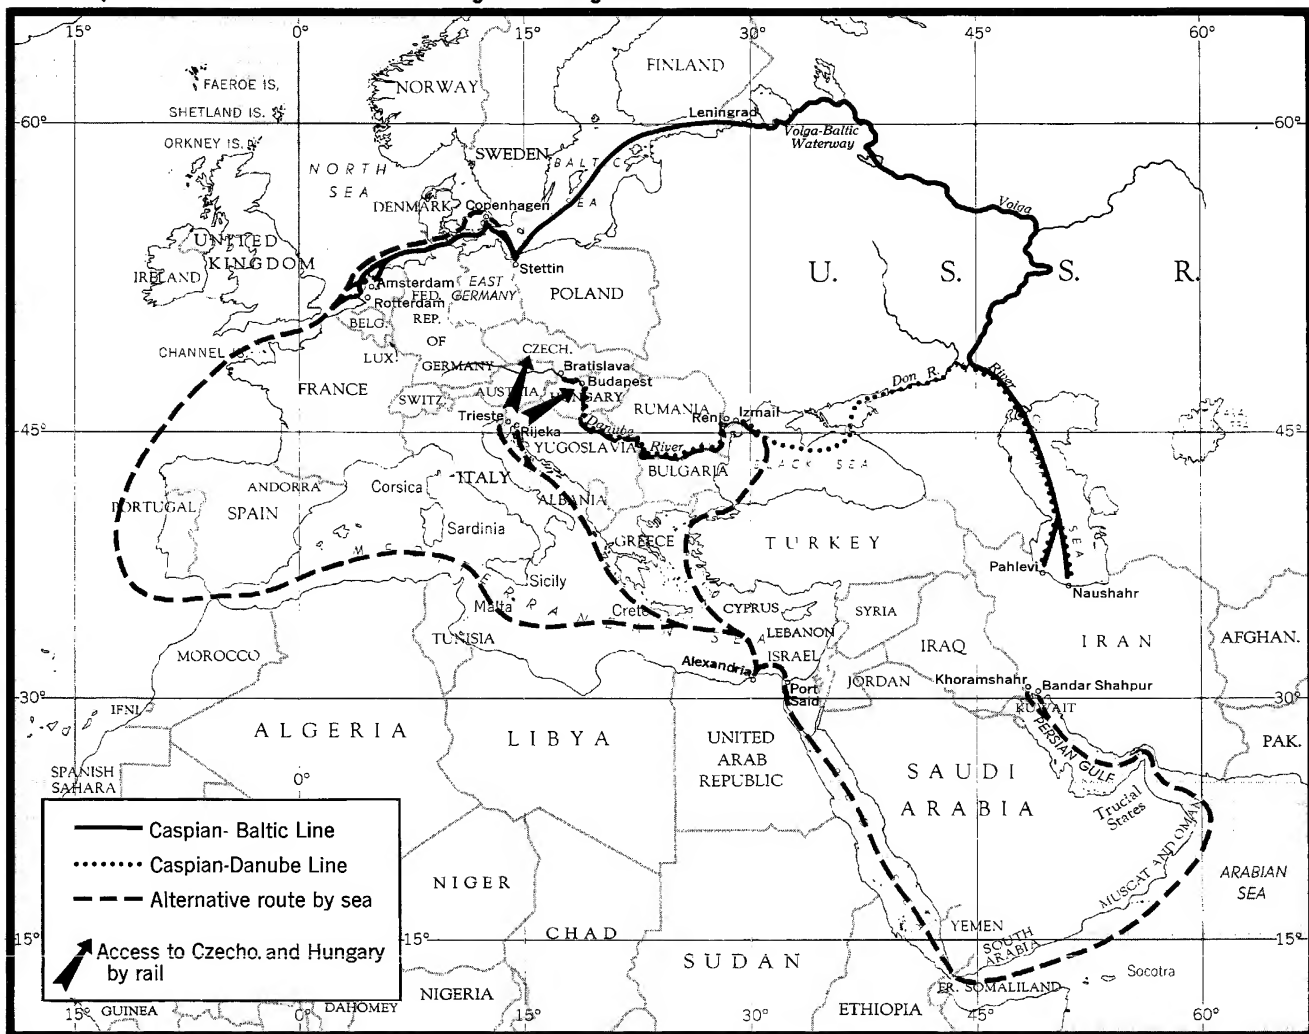 15°
0°
15°
30°
45°
60°
FINLAND
NORWAY
FAEROE IS.
SHETLAND IS.
ORKNEY IS.
60°
Leningrad
60°
Volga-Baltic
Waterway
SWEDEN
BALTIC
SEA
NORTH
SEA
DENMARK
Copenhagen
Volga
UNITED
KINGDOM
IRELAND
Stettin
U. S. S. R.
Amsterdam
Rotterdam
FED.
REP.
OF
GERMANY
EAST
GERMANY
POLAND
BELG.
LUX.
CHANNEL IS.
CZECH.
Bratislava
Budapest
FRANCE
SWITZ.
AUSTRIA
HUNGARY
RUMANIA
Don R.
River
Trieste
Rijeka
Reni
Izmail
45°
45°
Danube
River
YUGOSLAVIA
BULGARIA
BLACK SEA
ARAL
SEA
ITALY
ANDORRA
Corsica
PORTUGAL
SPAIN
Sardinia
ALBANIA
GREECE
TURKEY
SEA
Pahlevi
Naushahr
Sicily
Malta
Crete
CYPRUS
SYRIA
LEBANON
ISRAEL
IRAQ
IRAN
AFGHAN.
TUNISIA
MOROCCO
Alexandria
JORDAN
Khoramshahr
Bandar Shahpur
30°
Port
Said
KUWAIT
30°
IFNI
ALGERIA
LIBYA
UNITED
ARAB
REPUBLIC
PERSIAN GULF
PAK.
SPANISH
SAHARA
0°
SAUDI
ARABIA
Trucial
States
MUSCAT AND OMAN
ARABIAN
SEA
Caspian- Baltic Line
Caspian-Danube Line
Alternative route by sea
Access to Czecho. and Hungary
by rail
NIGER
CHAD
SUDAN
YEMEN
SOUTH
ARABIA
15°
15°
Socotra
FR. SOMALILAND
NIGERIA
ETHIOPIA
GUINEA
DAHOMEY
15°
0°
15°
30°
45°
60°